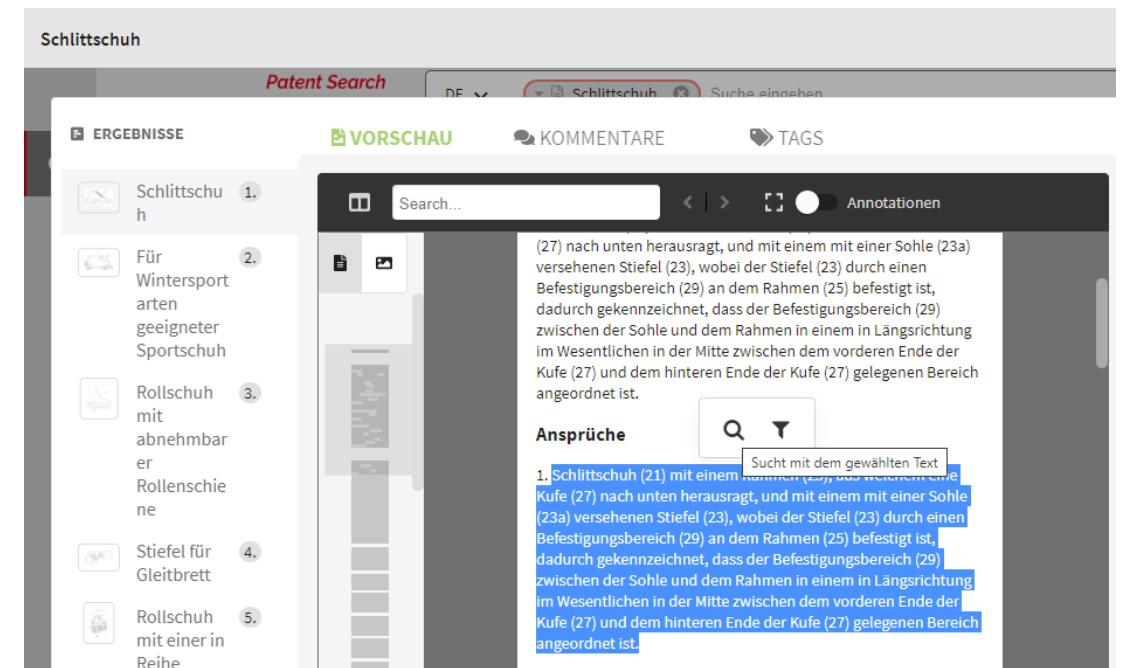 Schlittschuh
Patent Search
DE
Schlittschuh
Suche eingeben
ERGEBNISSE
VORSCHAU
KOMMENTARE
TAGS
Schlittschu
h
1.
Für
Wintersport
arten
geeigneter
Sportschuh
2.
Rollschuh
mit
abnehmbar
er
Rollenschie
ne
3.
Stiefel für
Gleitbrett
4.
Rollschuh
mit einer in
Reihe
5.
Search...
Annotationen
(27) nach unten herausragt, und mit einem mit einer Sohle (23a)
versehenen Stiefel (23), wobei der Stiefel (23) durch einen
Befestigungsbereich (29) an dem Rahmen (25) befestigt ist,
dadurch gekennzeichnet, dass der Befestigungsbereich (29)
zwischen der Sohle und dem Rahmen in einem in Längsrichtung
im Wesentlichen in der Mitte zwischen dem vorderen Ende der
Kufe (27) und dem hinteren Ende der Kufe (27) gelegenen Bereich
angeordnet ist.
Ansprüche
Sucht mit dem gewählten Text
1. Schlittschuh (21) mit einem Rahmen (25), aus welchem eine
Kufe (27) nach unten herausragt, und mit einem mit einer Sohle
(23a) versehenen Stiefel (23), wobei der Stiefel (23) durch einen
Befestigungsbereich (29) an dem Rahmen (25) befestigt ist,
dadurch gekennzeichnet, dass der Befestigungsbereich (29)
zwischen der Sohle und dem Rahmen in einem in Längsrichtung
im Wesentlichen in der Mitte zwischen dem vorderen Ende der
Kufe (27) und dem hinteren Ende der Kufe (27) gelegenen Bereich
angeordnet ist.